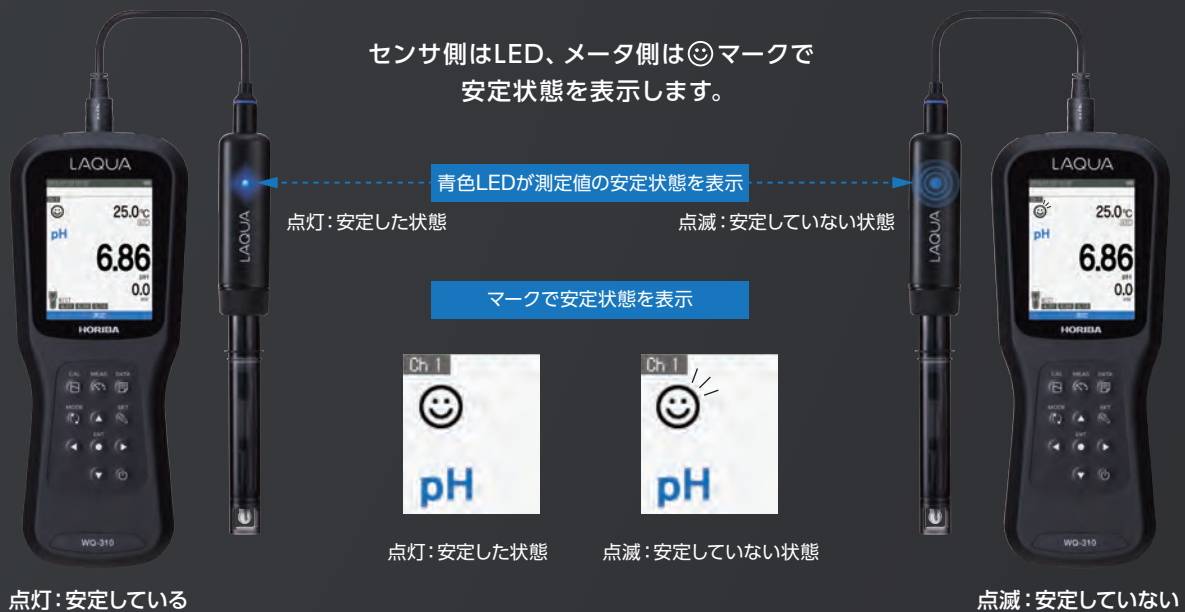 センサ側はLED、メータ側は☺マークで
安定状態を表示します。
LAQUA
Ch 1
25.0℃
pH
6.86
pH
0.0
HORIBA
CAL MEAS DATA
MODE SET
ENT
WQ-310
LAQUA
青色LEDが測定値の安定状態を表示
点灯：安定した状態
点滅：安定していない状態
マークで安定状態を表示
Ch 1
pH
点灯：安定した状態
Ch 1
pH
点滅：安定していない状態
LAQUA
LAQUA
25.0℃
pH
6.86
pH
0.0
HORIBA
CAL MEAS DATA
MODE SET
ENT
WQ-310
点灯：安定している
点滅：安定していない